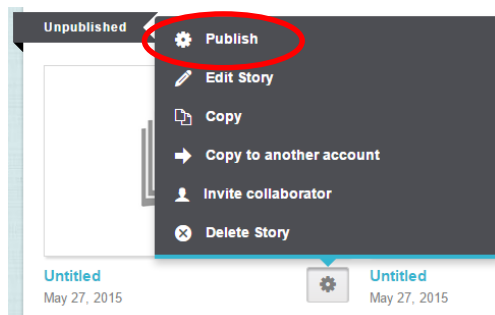 Unpublished
Publish
Edit Story
Copy
Copy to another account
Invite collaborator
Delete Story
Untitled
May 27, 2015
Untitled
May 27, 2015